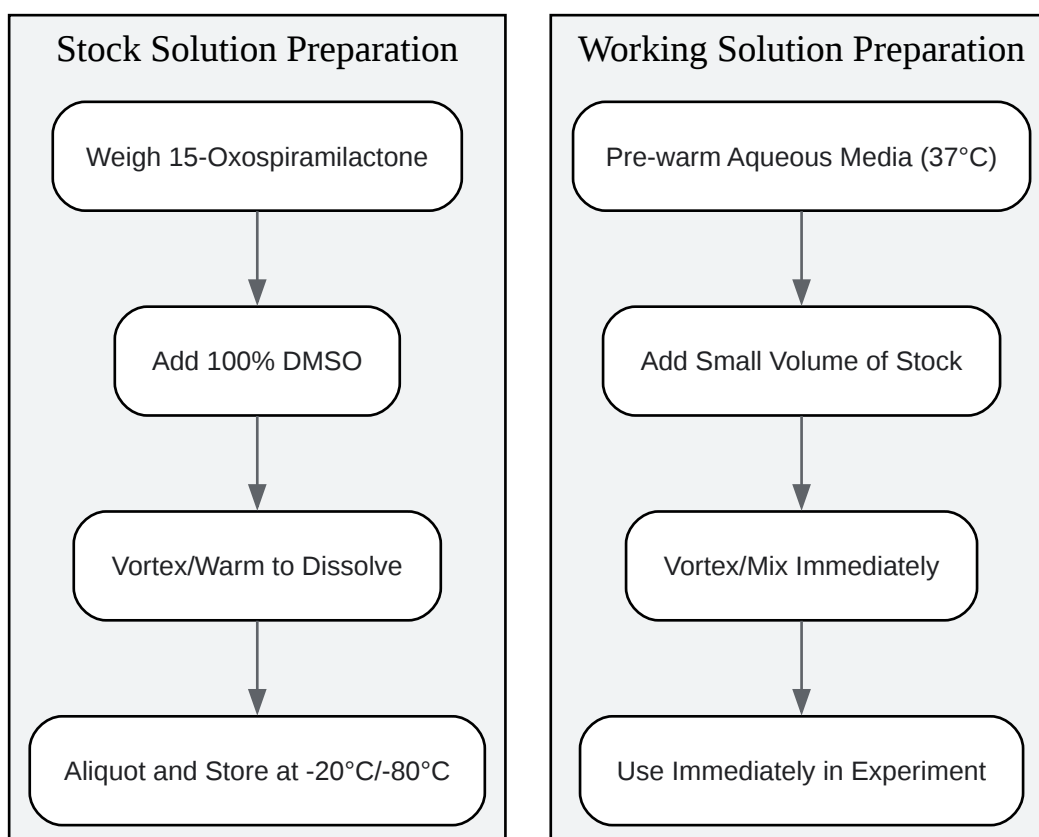 Stock Solution Preparation
Weigh 15-Oxospiramilactone
Add 100% DMSO
Vortex/Warm to Dissolve
Aliquot and Store at -20°C/-80°C
Working Solution Preparation
Pre-warm Aqueous Media (37°C)
Add Small Volume of Stock
Vortex/Mix Immediately
Use Immediately in Experiment